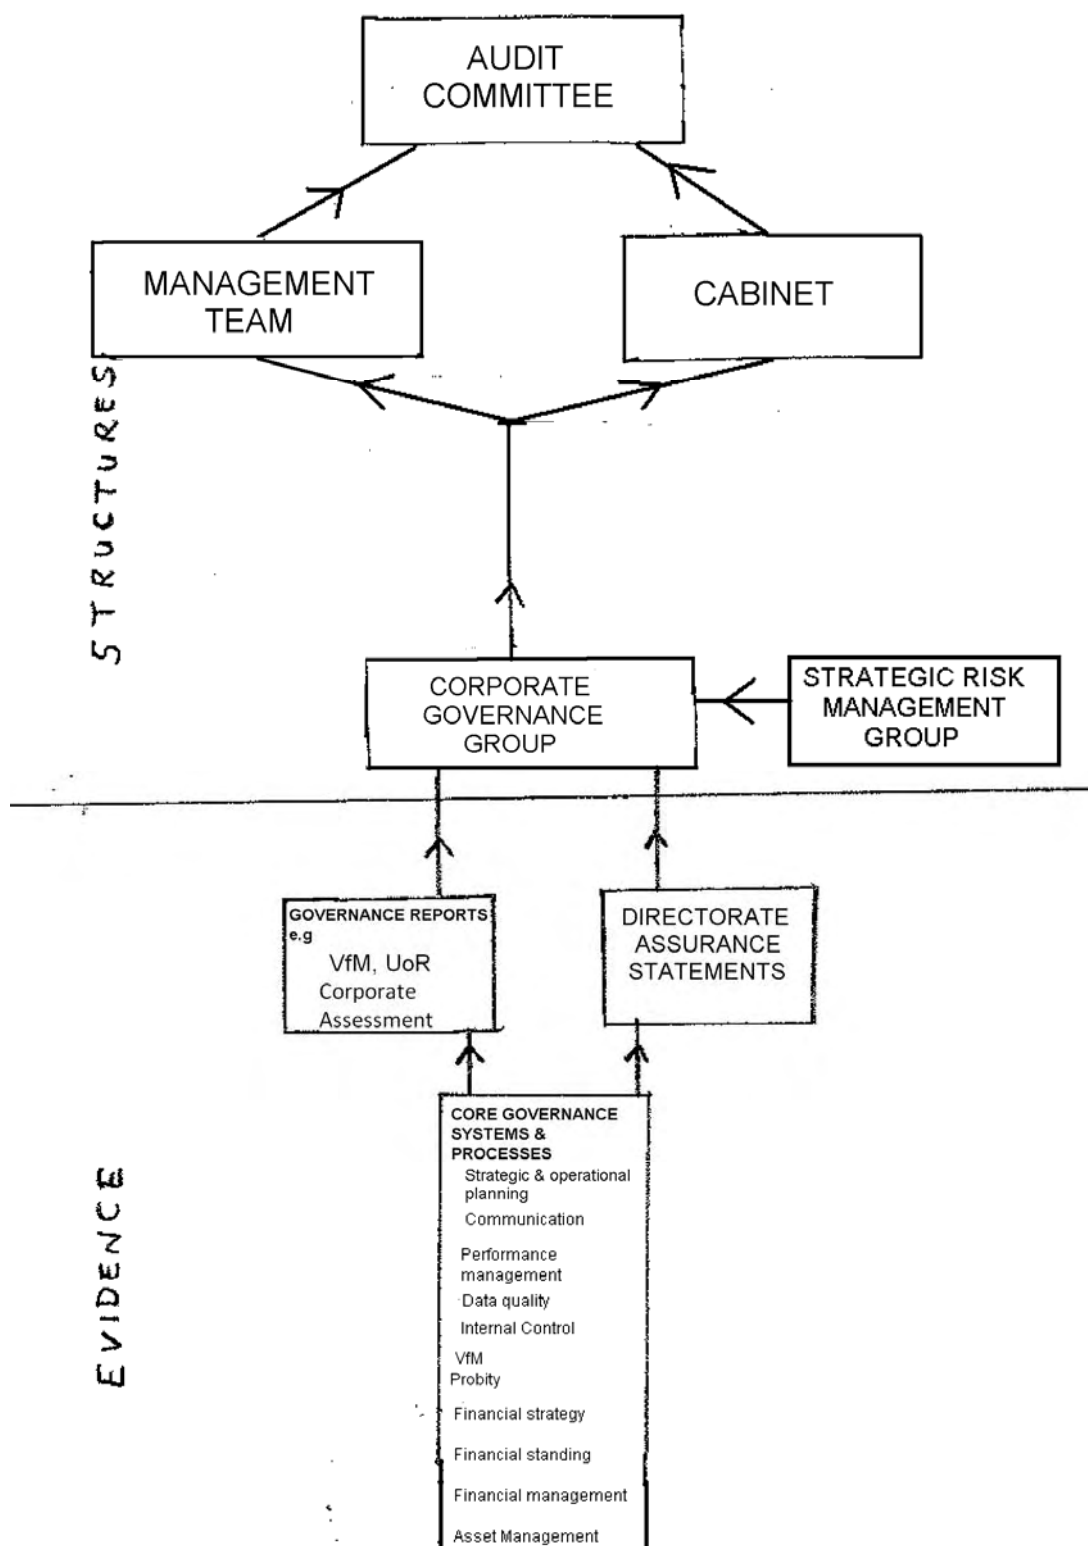 AUDIT
COMMITTEE
MANAGEMENT
TEAM
CABINET
STRUCTURES
CORPORATE
GOVERNANCE
GROUP
STRATEGIC RISK
MANAGEMENT
GROUP
GOVERNANCE REPORTS
e.g
VfM, UoR
Corporate
Assessment
DIRECTORATE
ASSURANCE
STATEMENTS
EVIDENCE
CORE GOVERNANCE
SYSTEMS &
PROCESSES
Strategic & operational
planning
Communication
Performance
management
Data quality
Internal Control
VfM
Probity
Financial strategy
Financial standing
Financial management
Asset Management